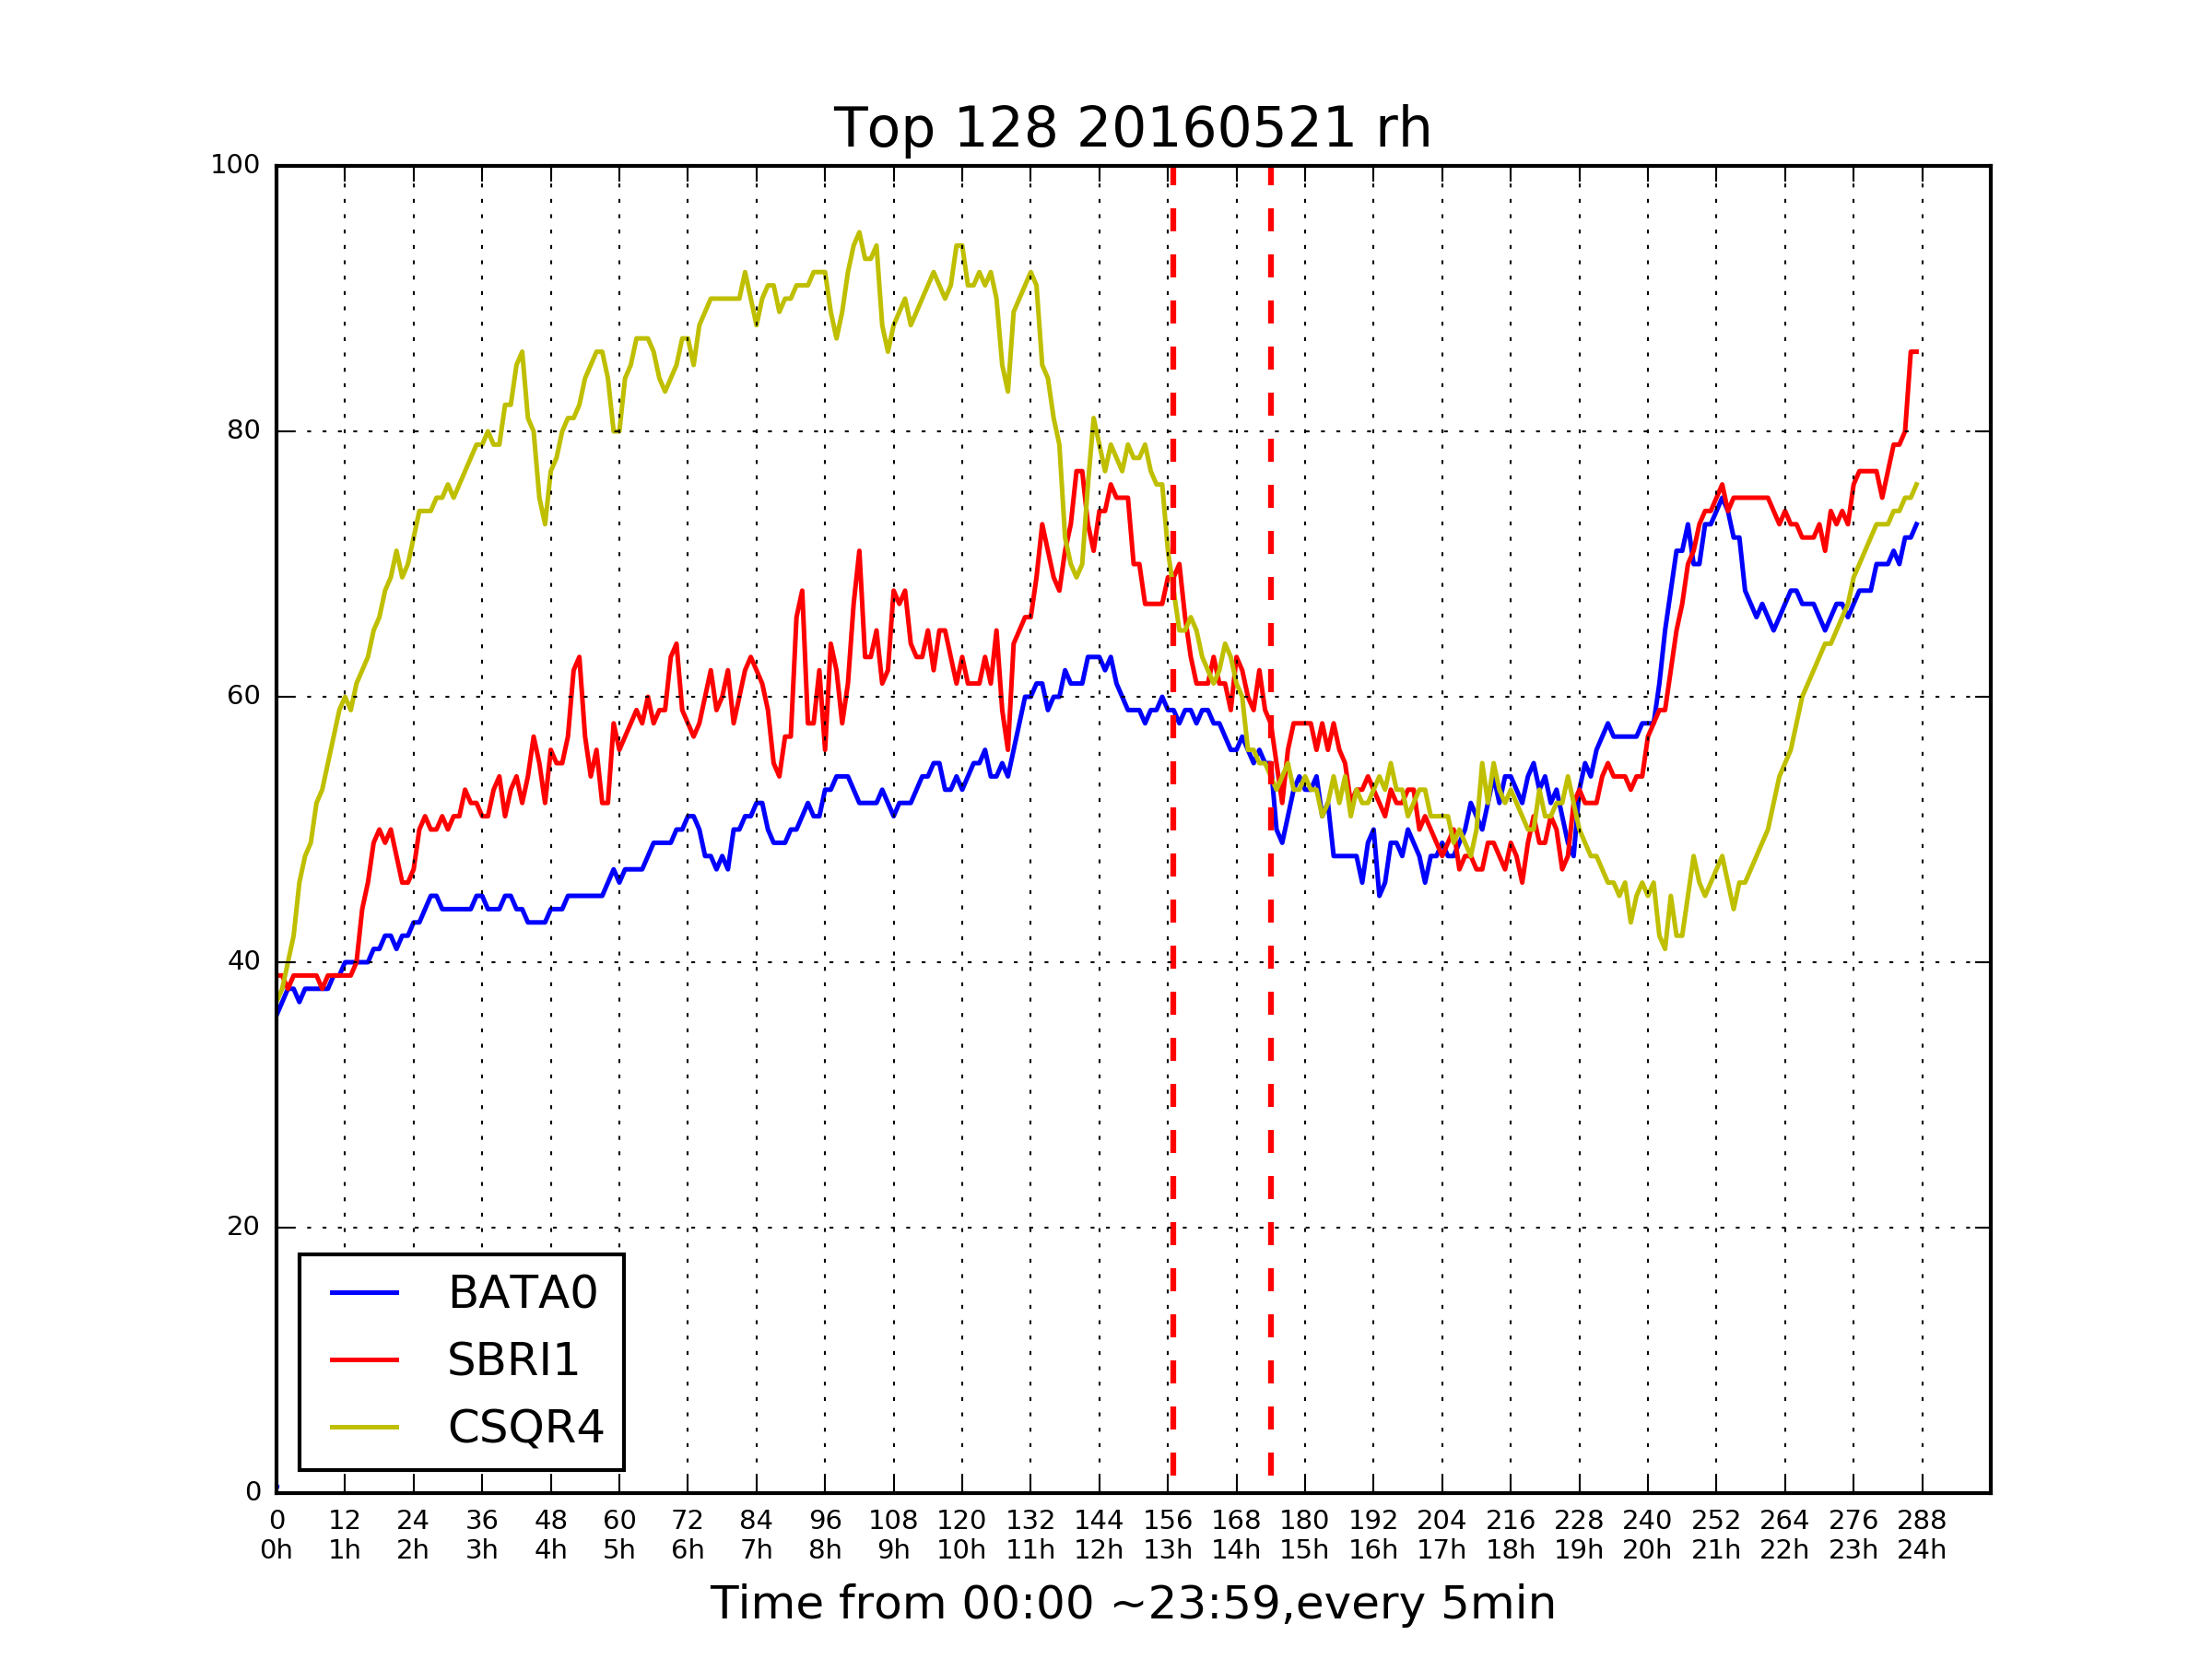 Top 128 20160521 rh
100
80
60
40
20
0
0 12 24 36 48 60 72 84 96 108 120 132 144 156 168 180 192 204 216 228 240 252 264 276 288
0h 1h 2h 3h 4h 5h 6h 7h 8h 9h 10h 11h 12h 13h 14h 15h 16h 17h 18h 19h 20h 21h 22h 23h 24h
BATA0
SBRI1
CSQR4
Time from 00:00 ~23:59,every 5min